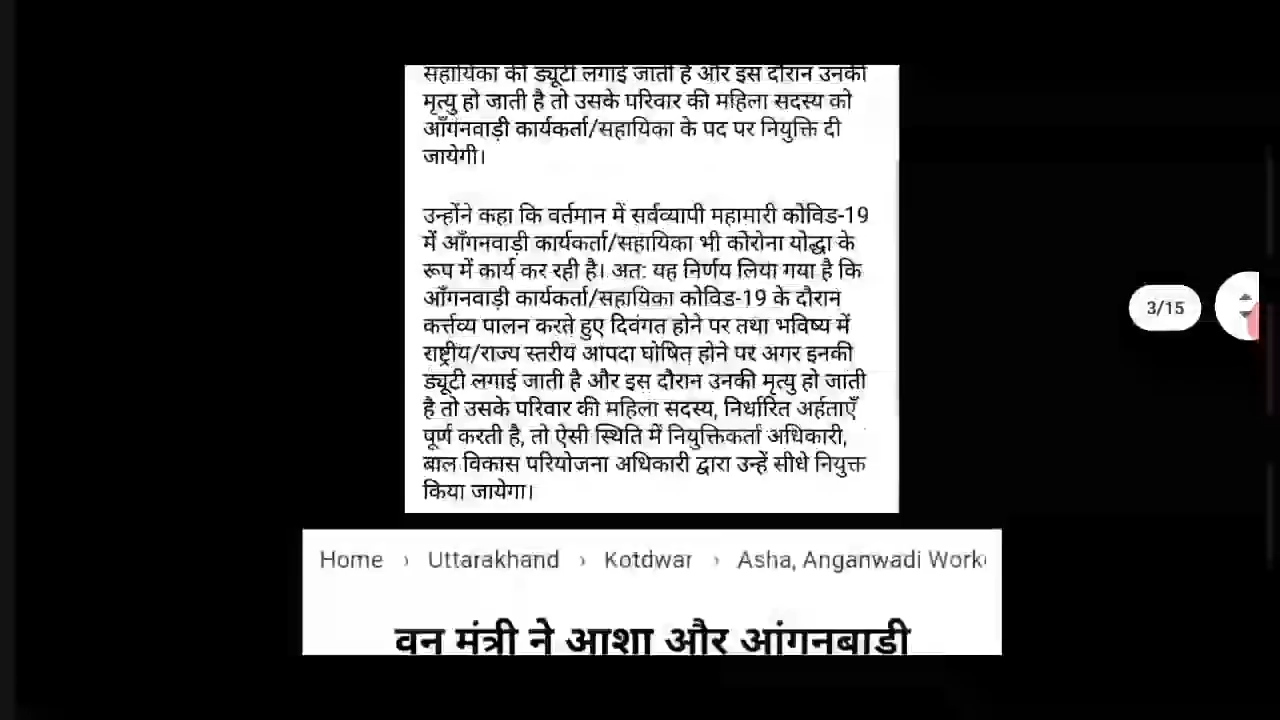 सहायिका की ड्यूटी लगाई जाती है और इस दौरान उनकी
मृत्यु हो जाती है तो उसके परिवार की महिला सदस्य को
आँगनवाड़ी कार्यकर्ता/सहायिका के पद पर नियुक्ति दी
जायेगी।
उन्होंने कहा कि वर्तमान में सर्वव्यापी महामारी कोविड-19
में आँगनवाड़ी कार्यकर्ता/सहायिका भी कोरोना योद्धा के
रूप में कार्य कर रही है। अत: यह निर्णय लिया गया है कि
आँगनवाड़ी कार्यकर्ता/सहायिका कोविड-19 के दौरान
कर्त्तव्य पालन करते हुए दिवंगत होने पर तथा भविष्य में
राष्ट्रीय/राज्य स्तरीय आपदा घोषित होने पर अगर इनकी
ड्यूटी लगाई जाती है और इस दौरान उनकी मृत्यु हो जाती
है तो उसके परिवार की महिला सदस्य, निर्धारित अर्हताएँ
पूर्ण करती है, तो ऐसी स्थिति में नियुक्तिकर्ता अधिकारी,
बाल विकास परियोजना अधिकारी द्वारा उन्हें सीधे नियुक्त
किया जायेगा।
3/15
Home › Uttarakhand › Kotdwar › Asha, Anganwadi Work
वन मंत्री ने आशा और आंगनबाडी